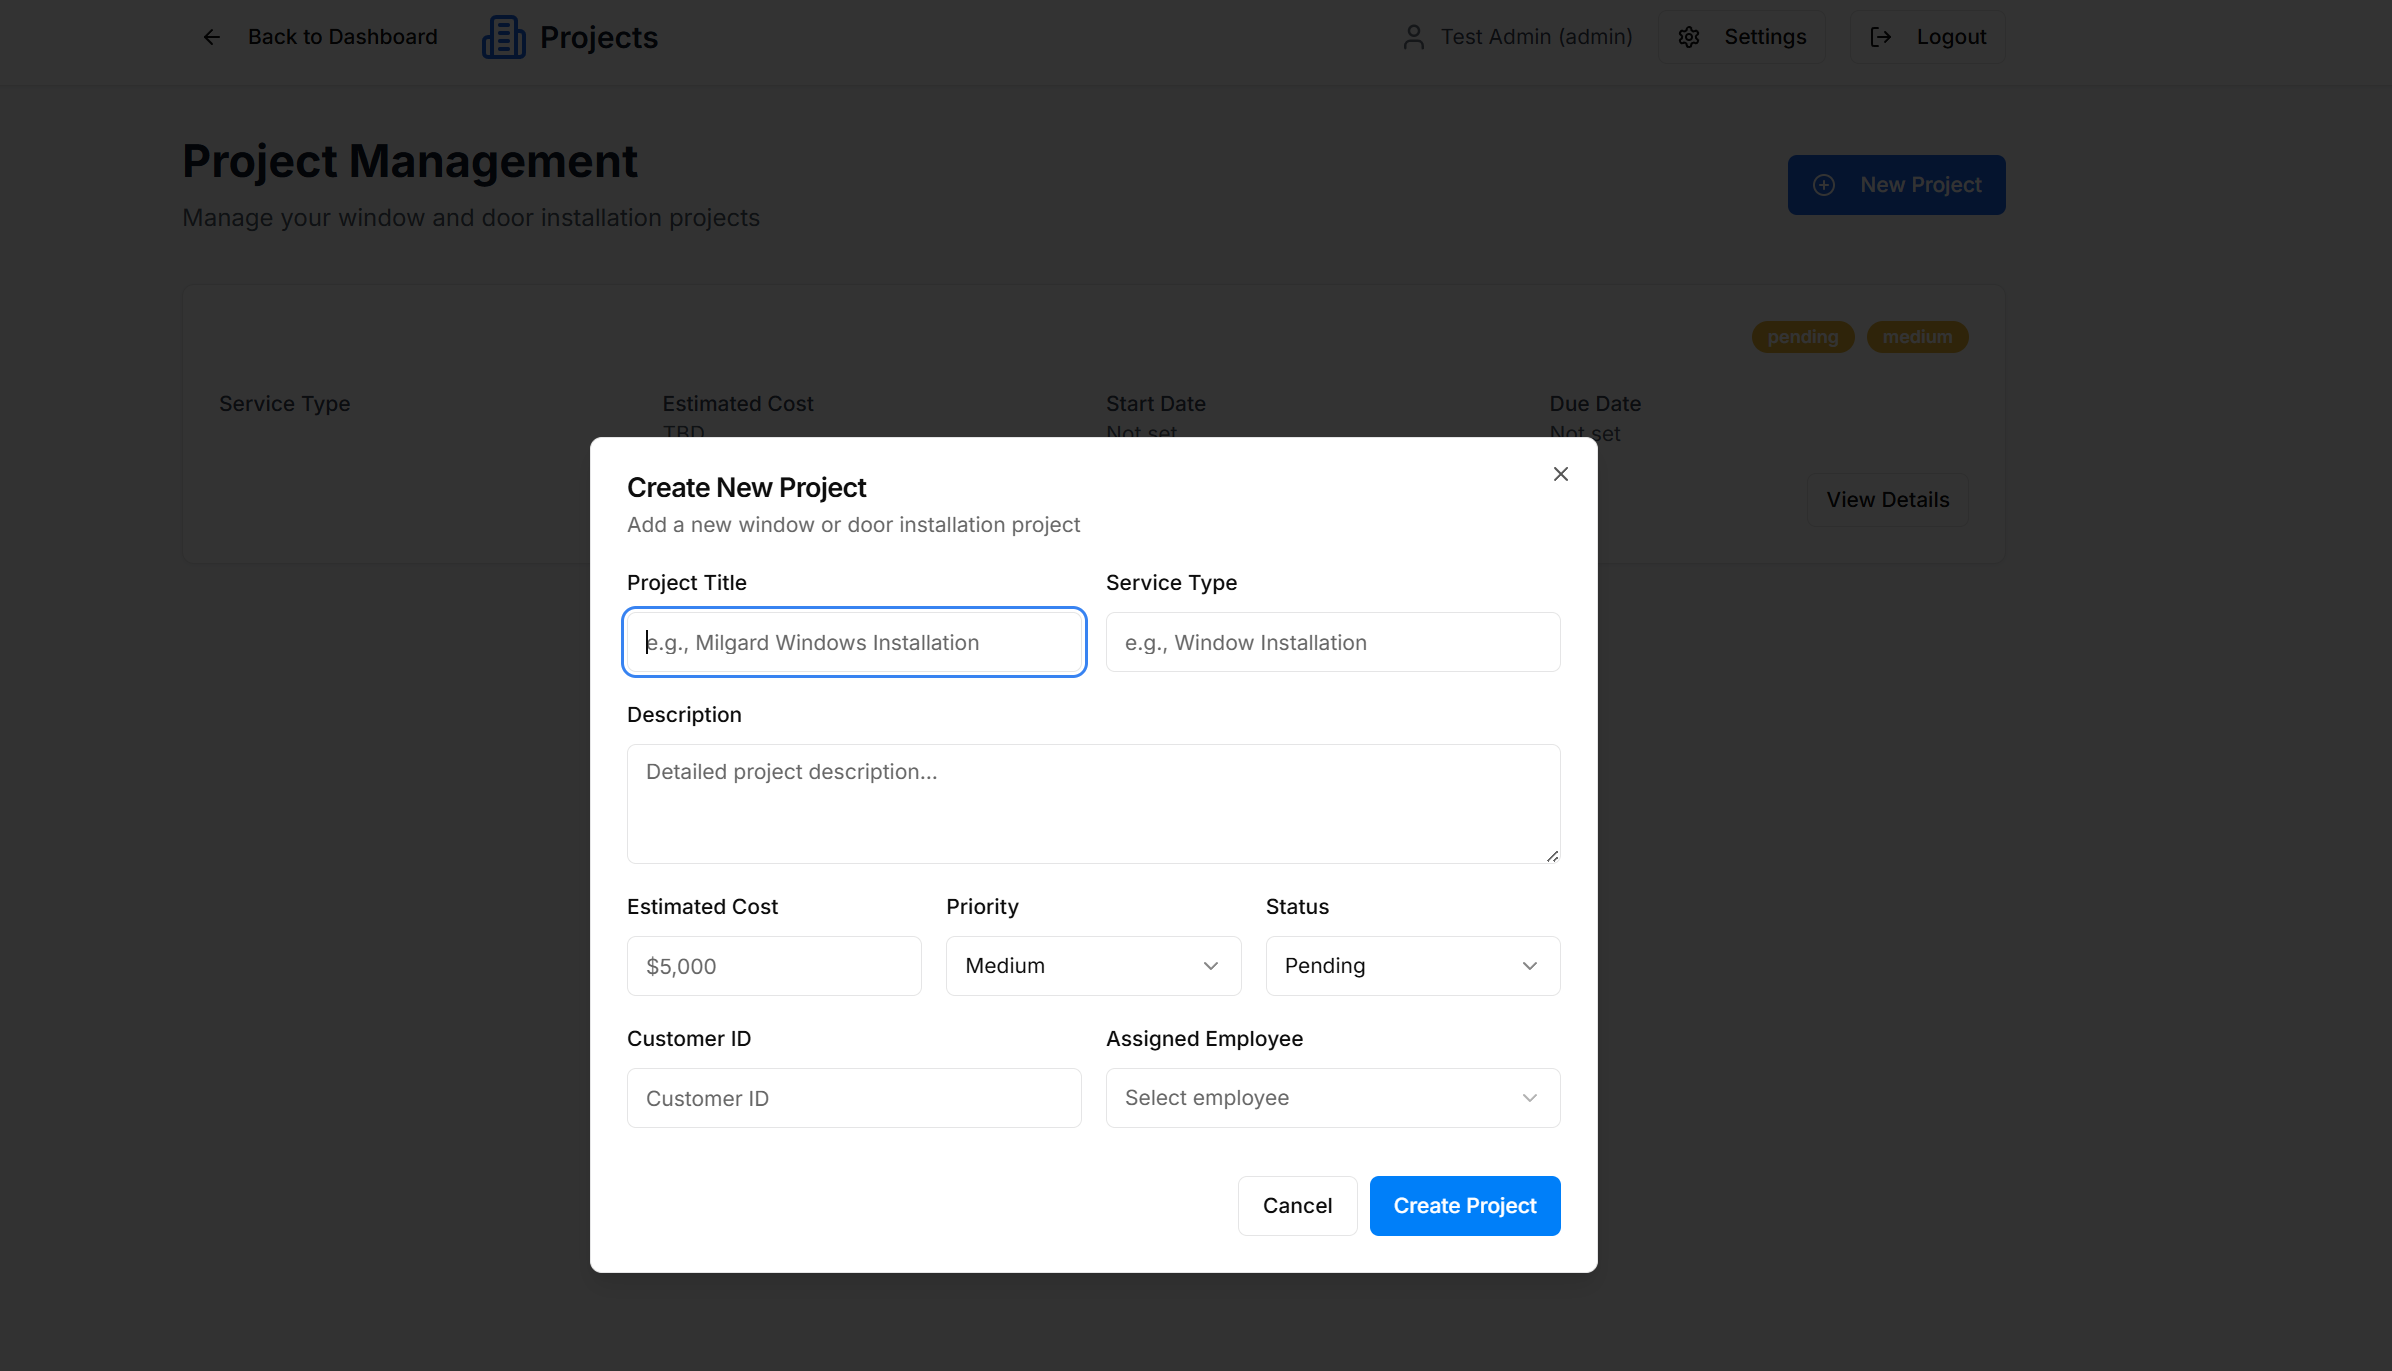 Back to Dashboard
Projects
Test Admin (admin)
Settings
Logout
Project Management
Manage your window and door installation projects
New Project
pending
medium
Service Type
Estimated Cost
Start Date
Due Date
TBD
Not set
Not set
View Details
Create New Project
Add a new window or door installation project
Project Title
Service Type
e.g., Milgard Windows Installation
e.g., Window Installation
Description
Detailed project description...
Estimated Cost
Priority
Status
$5,000
Medium
Pending
Customer ID
Assigned Employee
Customer ID
Select employee
Cancel
Create Project